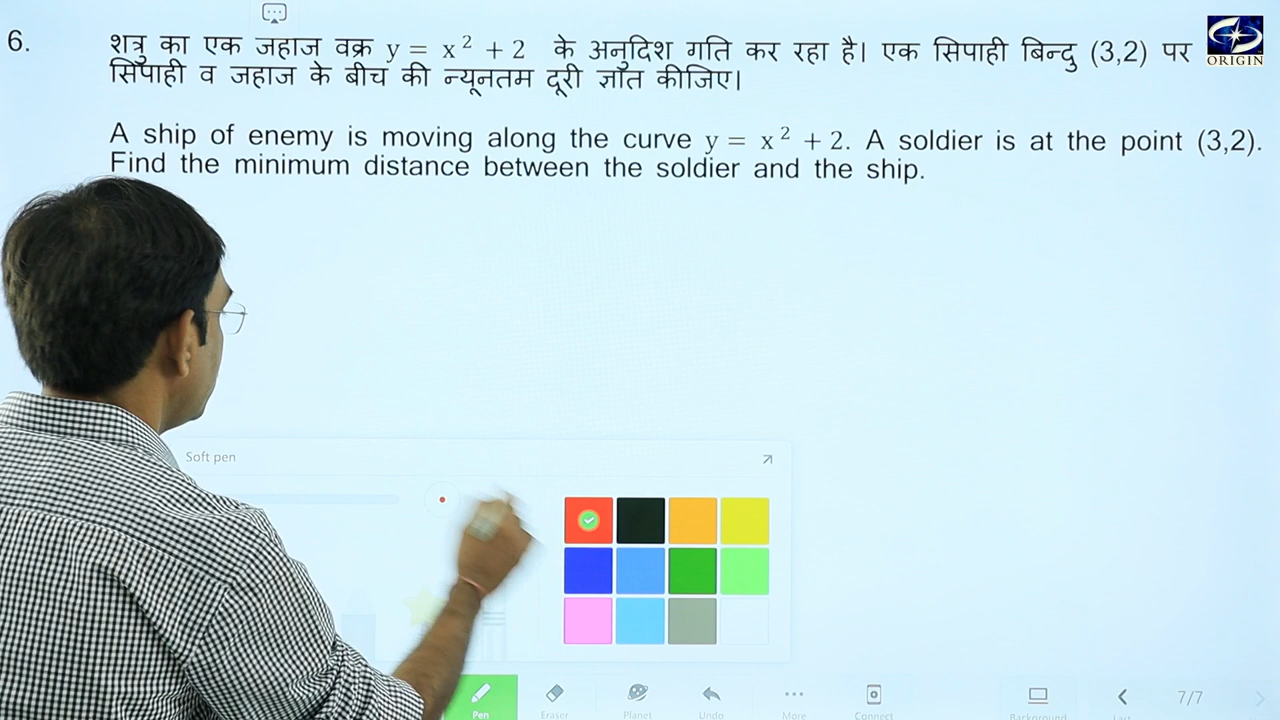 6.
शत्रु का एक जहाज वक्र y = x² + 2 के अनुदिश गति कर रहा है। एक सिपाही बिन्दु (3,2) पर
सिपाही व जहाज के बीच की न्यूनतम दूरी ज्ञात कीजिए।
ORIGIN
A ship of enemy is moving along the curve y = x² + 2. A soldier is at the point (3,2).
Find the minimum distance between the soldier and the ship.
Soft pen
Pen
Eraser
Planet
Undo
More
Connect
Background
Last
7/7